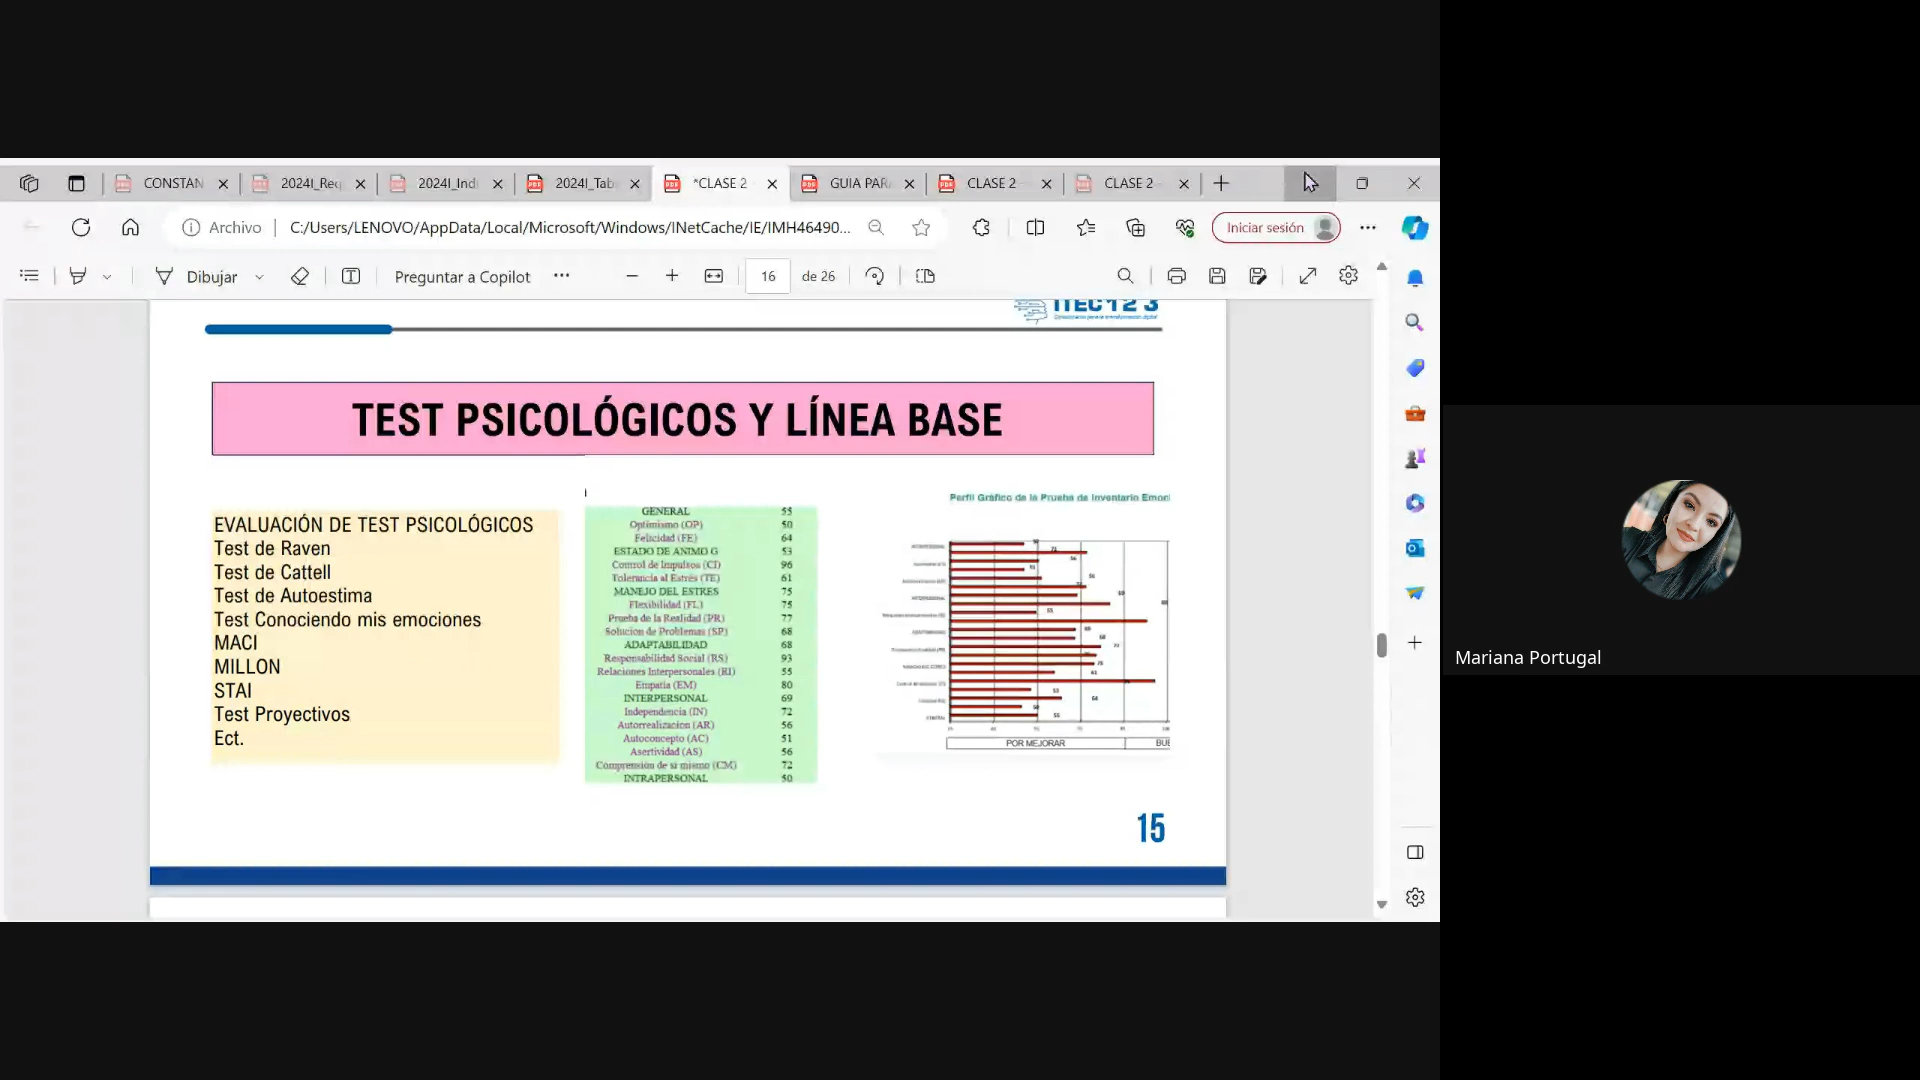 CONSTAN
2024I_Req
2024I_Indi
2024I_Tab
*CLASE 2
GUIA PAR
CLASE 2
CLASE 2
Archivo
C:/Users/LENOVO/AppData/Local/Microsoft/Windows/INetCache/IE/IMH46490...
Iniciar sesión
Dibujar
Preguntar a Copilot
16
de 26
ITEC 123
TEST PSICOLÓGICOS Y LÍNEA BASE
EVALUACIÓN DE TEST PSICOLÓGICOS
Test de Raven
Test de Cattell
Test de Autoestima
Test Conociendo mis emociones
MACI
MILLON
STAI
Test Proyectivos
Ect.
GENERAL 55
Optimismo (OP) 50
Felicidad (FE) 64
ESTADO DE ANIMO G 53
Control de Impulsos (CI) 96
Tolerancia al Estrés (TE) 61
MANEJO DEL ESTRES 75
Flexibilidad (FL) 75
Prueba de la Realidad (PR) 77
Solucion de Problemas (SP) 68
ADAPTABILIDAD 68
Responsabilidad Social (RS) 93
Relaciones Interpersonales (RI) 55
Empatía (EM) 80
INTERPERSONAL 69
Independencia (IN) 72
Autorrealizacion (AR) 56
Autoconcepto (AC) 51
Asertividad (AS) 56
Comprensión de si mismo (CM) 72
INTRAPERSONAL 50
Perfil Gráfico de la Prueba de Inventario Emoci
POR MEJORAR
BUE
15
Mariana Portugal